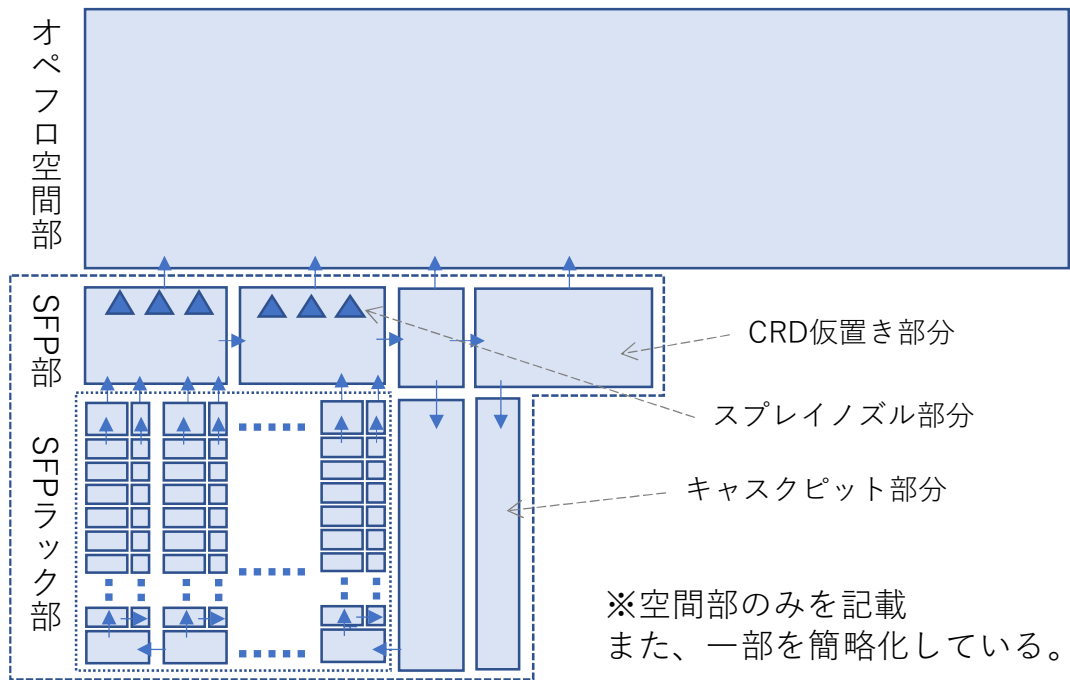 オペフロ空間部
SFP部
CRD仮置き部分
スプレイノズル部分
SFPラック部
キャスクピット部分
※空間部のみを記載
また、一部を簡略化している。